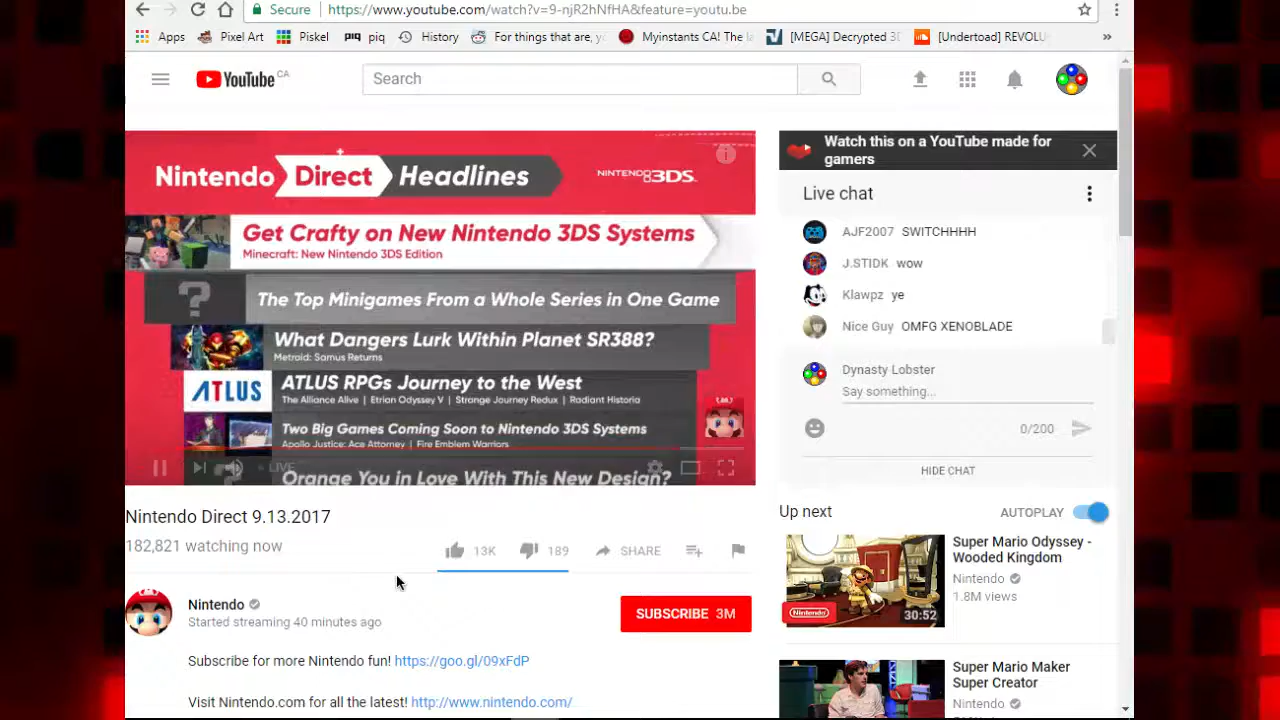 Secure https://www.youtube.com/watch?v=9-njR2hNfHA&feature=youtu.be
Apps Pixel Art Piskel piq piq History For things that are, y Myinstants CA! The la [MEGA] Decrypted 3D [Undertoad] REVOLU »
YouTube CA
Search
Nintendo Direct Headlines
NINTENDO 3DS
Get Crafty on New Nintendo 3DS Systems
Minecraft: New Nintendo 3DS Edition
?
The Top Minigames From a Whole Series in One Game
What Dangers Lurk Within Planet SR388?
Metroid: Samus Returns
ATLUS
ATLUS RPGs Journey to the West
The Alliance Alive | Etrian Odyssey V | Strange Journey Redux | Radiant Historia
Two Big Games Coming Soon to Nintendo 3DS Systems
Apollo Justice: Ace Attorney | Fire Emblem Warriors
Orange You in Love With This New Design?
LIVE
Nintendo Direct 9.13.2017
182,821 watching now
13K 189 SHARE
Nintendo
Started streaming 40 minutes ago
SUBSCRIBE 3M
Subscribe for more Nintendo fun! https://goo.gl/09xFdP
Visit Nintendo.com for all the latest! http://www.nintendo.com/
Watch this on a YouTube made for
gamers
Live chat
AJF2007 SWITCHHHH
J.STIDK wow
Klawpz ye
Nice Guy OMFG XENOBLADE
Dynasty Lobster
Say something...
0/200
HIDE CHAT
Up next AUTOPLAY
Nintendo
30:52
Super Mario Odyssey -
Wooded Kingdom
Nintendo
1.8M views
Super Mario Maker
Super Creator
Nintendo